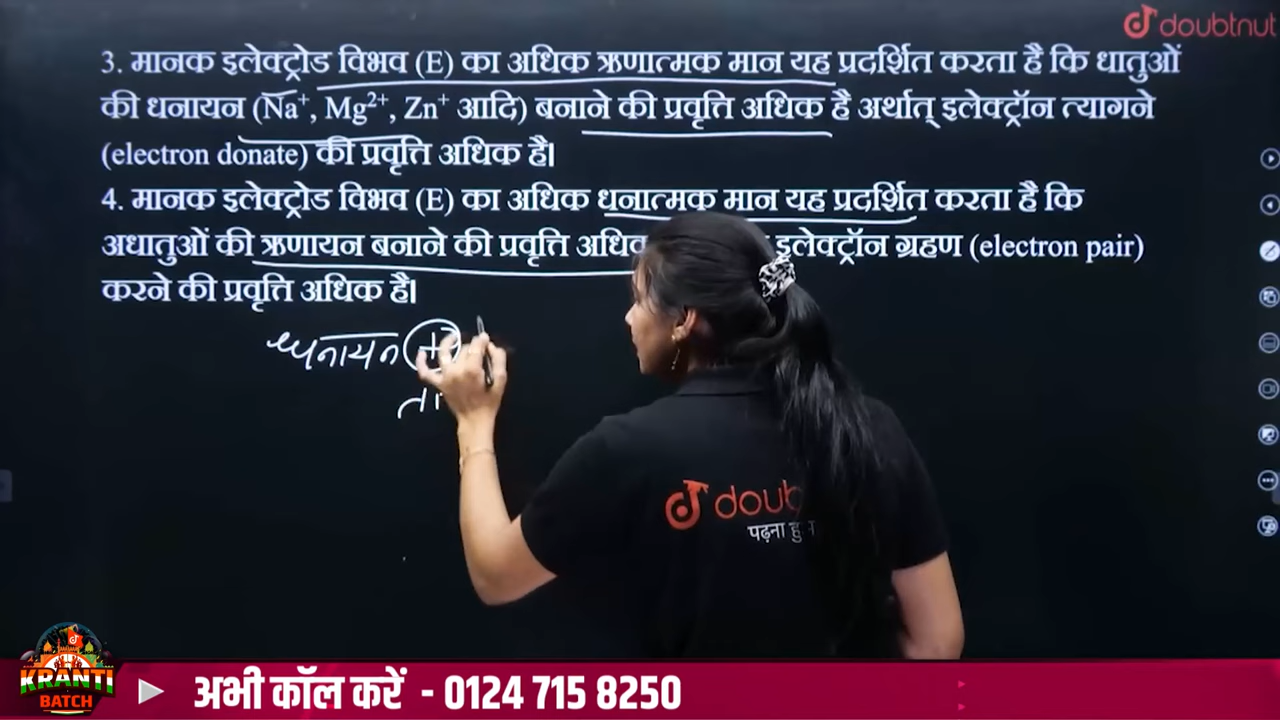 doubtnut
3. मानक इलेक्ट्रोड विभव (E) का अधिक ऋणात्मक मान यह प्रदर्शित करता है कि धातुओं
की धनायन (Na⁺, Mg²⁺, Zn⁺ आदि) बनाने की प्रवृत्ति अधिक है अर्थात् इलेक्ट्रॉन त्यागने
(electron donate) की प्रवृत्ति अधिक है।
4. मानक इलेक्ट्रोड विभव (E) का अधिक धनात्मक मान यह प्रदर्शित करता है कि
अधातुओं की ऋणायन बनाने की प्रवृत्ति इलेक्ट्रॉन ग्रहण (electron pair)
करने की प्रवृत्ति अधिक है।
धनायन +
पढ़ना
KRANTI
BATCH
अभी कॉल करें - 0124 715 8250